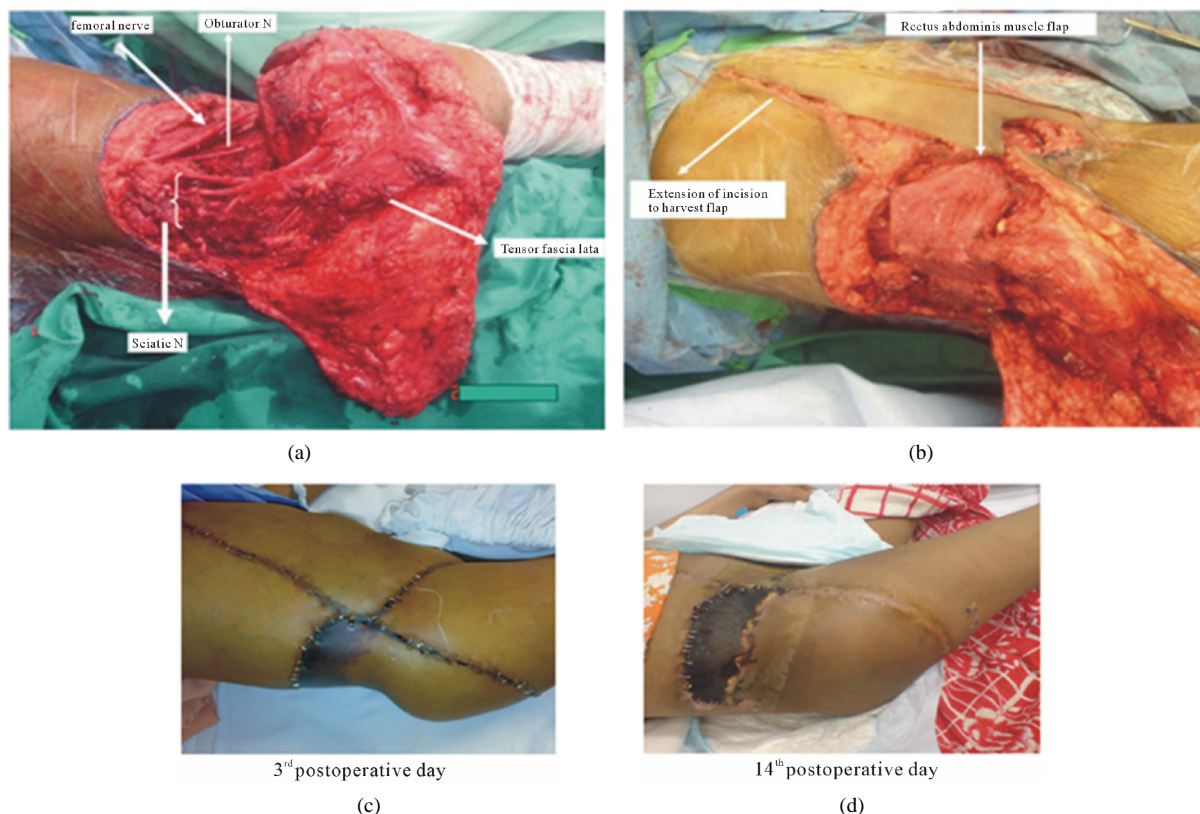 femoral nerve
Obturator N
Tensor fascia lata
Sciatic N
(a)
Rectus abdominis muscle flap
Extension of incision
to harvest flap
(b)
3rd postoperative day
(c)
14th postoperative day
(d)